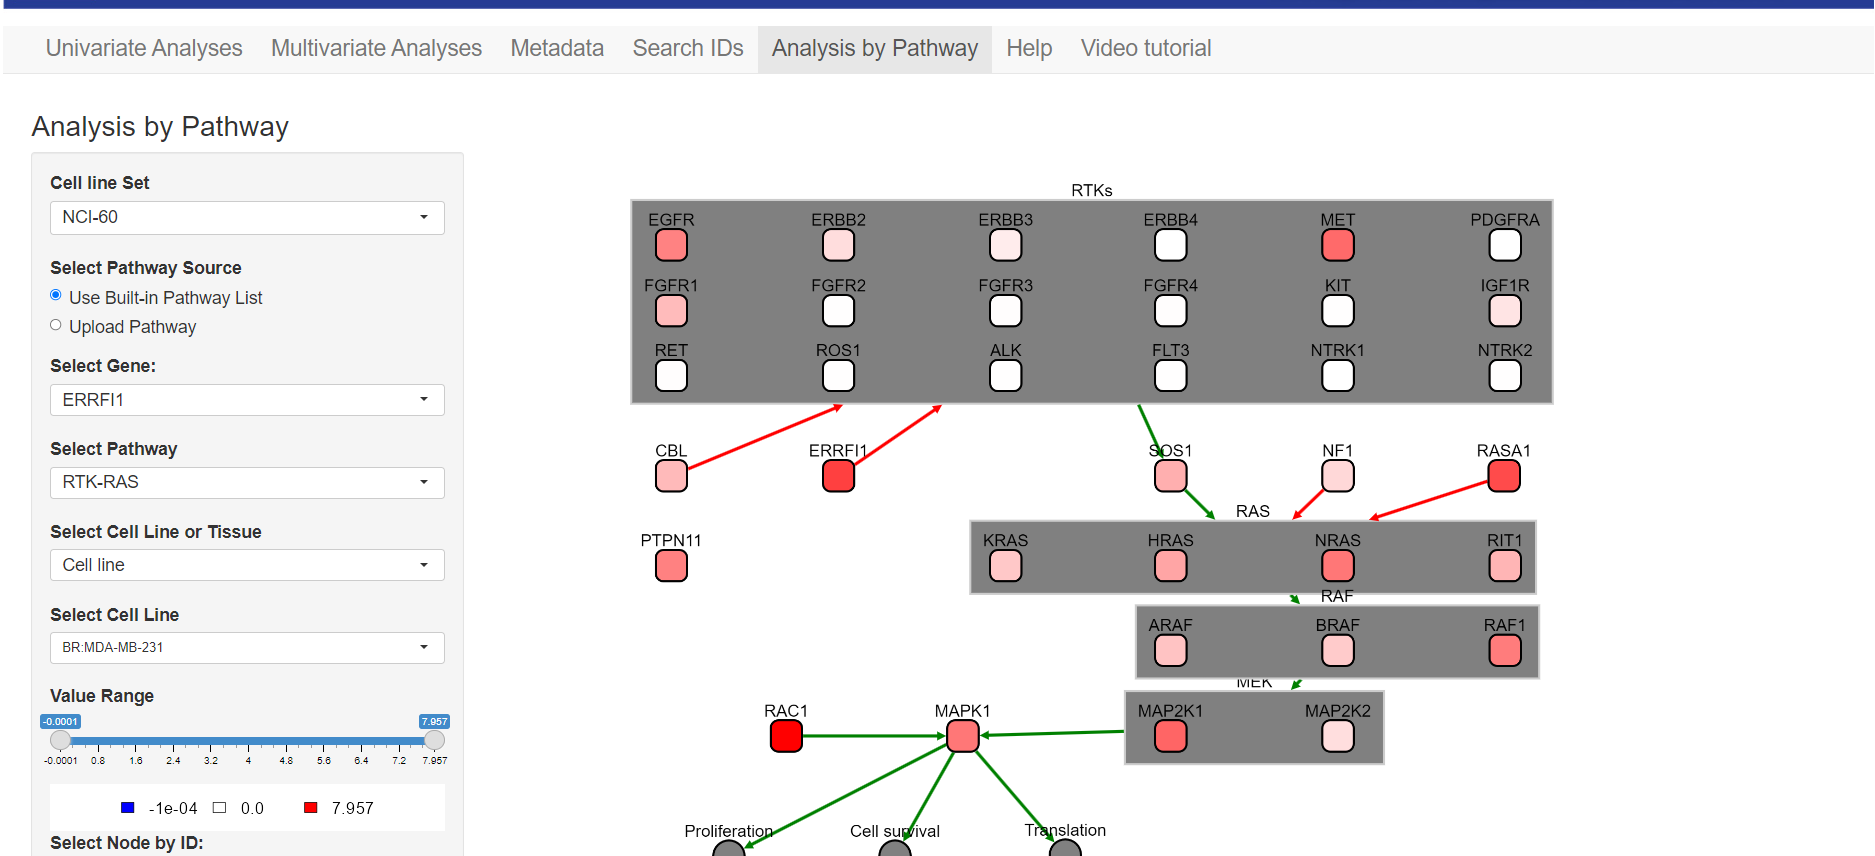 Univariate Analyses Multivariate Analyses Metadata Search IDs Analysis by Pathway Help Video tutorial
Analysis by Pathway
Cell line Set
NCI-60
Select Pathway Source
Use Built-in Pathway List
Upload Pathway
Select Gene:
ERRFI1
Select Pathway
RTK-RAS
Select Cell Line or Tissue
Cell line
Select Cell Line
BR:MDA-MB-231
Value Range
-0.0001 7.957
-0.0001 0.8 1.6 2.4 3.2 4 4.8 5.6 6.4 7.2 7.957
-1e-04 0.0 7.957
Select Node by ID:
RTKs
EGFR ERBB2 ERBB3 ERBB4 MET PDGFRA
FGFR1 FGFR2 FGFR3 FGFR4 KIT IGF1R
RET ROS1 ALK FLT3 NTRK1 NTRK2
CBL ERRFI1 SOS1 NF1 RASA1
RAS
PTPN11 KRAS HRAS NRAS RIT1
RAF
ARAF BRAF RAF1
MEK
RAC1 MAPK1 MAP2K1 MAP2K2
Proliferation Cell survival Translation